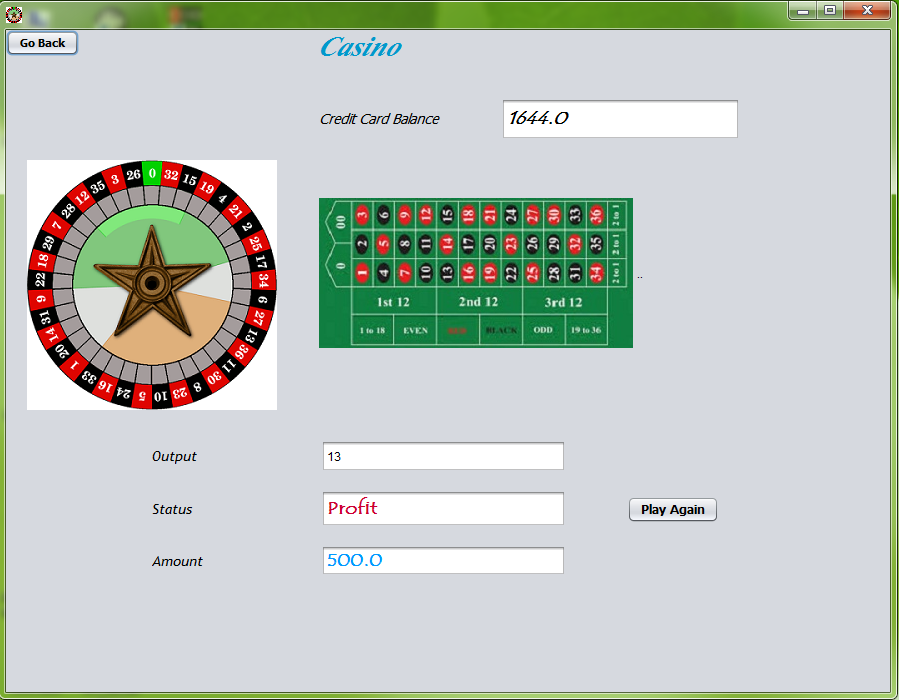 Go Back
Casino
Credit Card Balance 1644.0
0 32 15 19 4 21 2 25 17 34 6 27 13 36 11 30 8 23 10 5 24 16 33 1 20 14 31 9 22 18 29 7 28 12 35 3 26
00 3 6 9 12 15 18 21 24 27 30 33 36 2 to 1
2 5 8 11 14 17 20 23 26 29 32 35 2 to 1
0 1 4 7 10 13 16 19 22 25 28 31 34 2 to 1
1st 12 2nd 12 3rd 12
1 to 18 EVEN RED BLACK ODD 19 to 36
..
Output 13
Status Profit Play Again
Amount 500.0